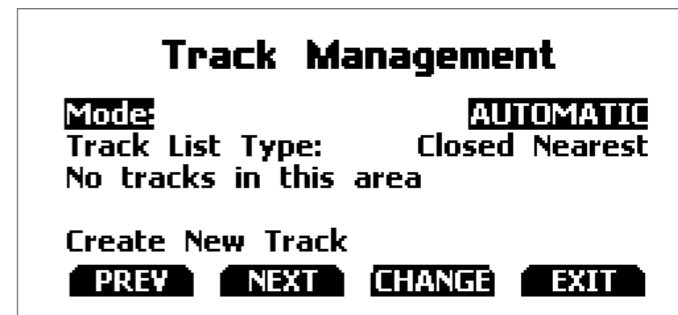 Track Management
Mode: AUTOMATIC
Track List Type: Closed Nearest
No tracks in this area
Create New Track
PREV NEXT CHANGE EXIT